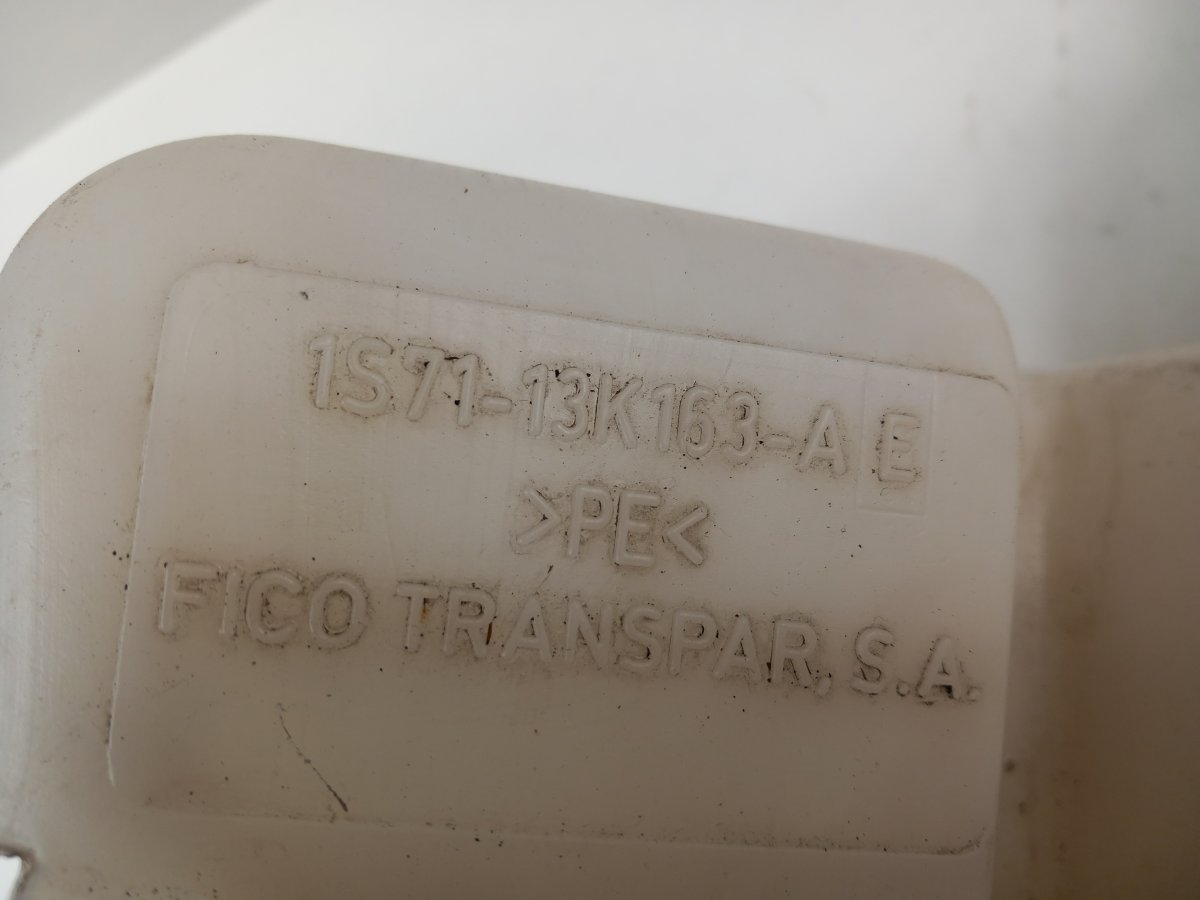 1S71-13K163-AE
>PE<
FICO TRANSPAR, S.A.